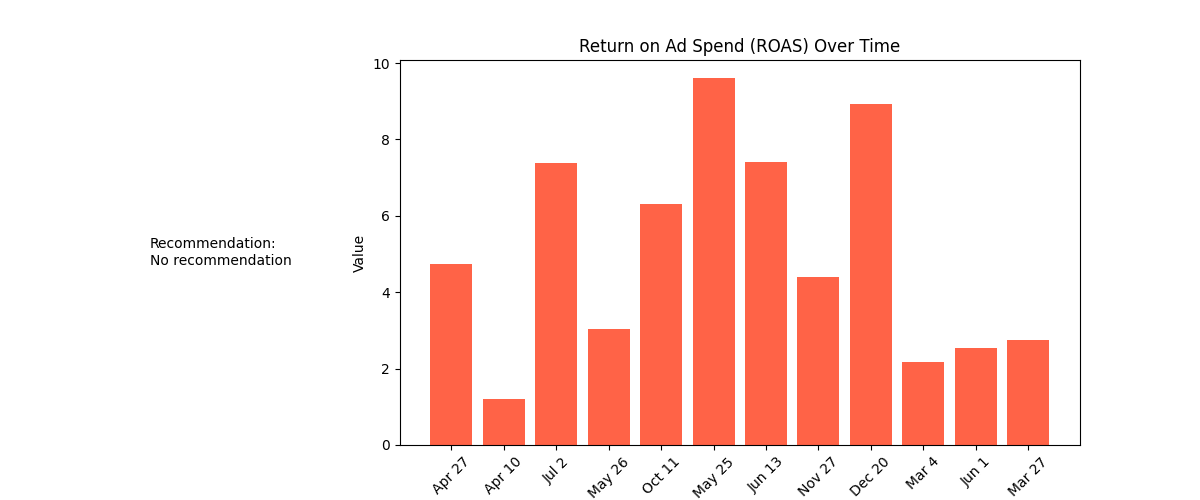 Return on Ad Spend (ROAS) Over Time
Recommendation:
No recommendation
Value
10
8
6
4
2
0
Apr 27
Apr 10
Jul 2
May 26
Oct 11
May 25
Jun 13
Nov 27
Dec 20
Mar 4
Jun 1
Mar 27